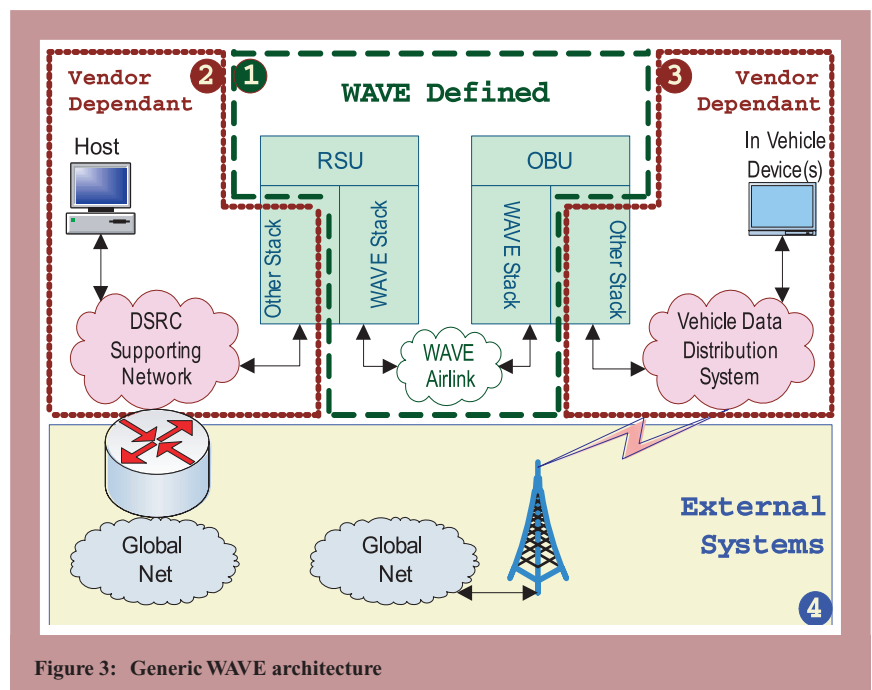 Vendor
Dependant
2
1
WAVE Defined
3
Vendor
Dependant
Host
In Vehicle
Device(s)
RSU
Other Stack
WAVE Stack
OBU
WAVE Stack
Other Stack
DSRC
Supporting
Network
WAVE
Airlink
Vehicle Data
Distribution
System
Global
Net
Global
Net
External
Systems
4
Figure 3: Generic WAVE architecture